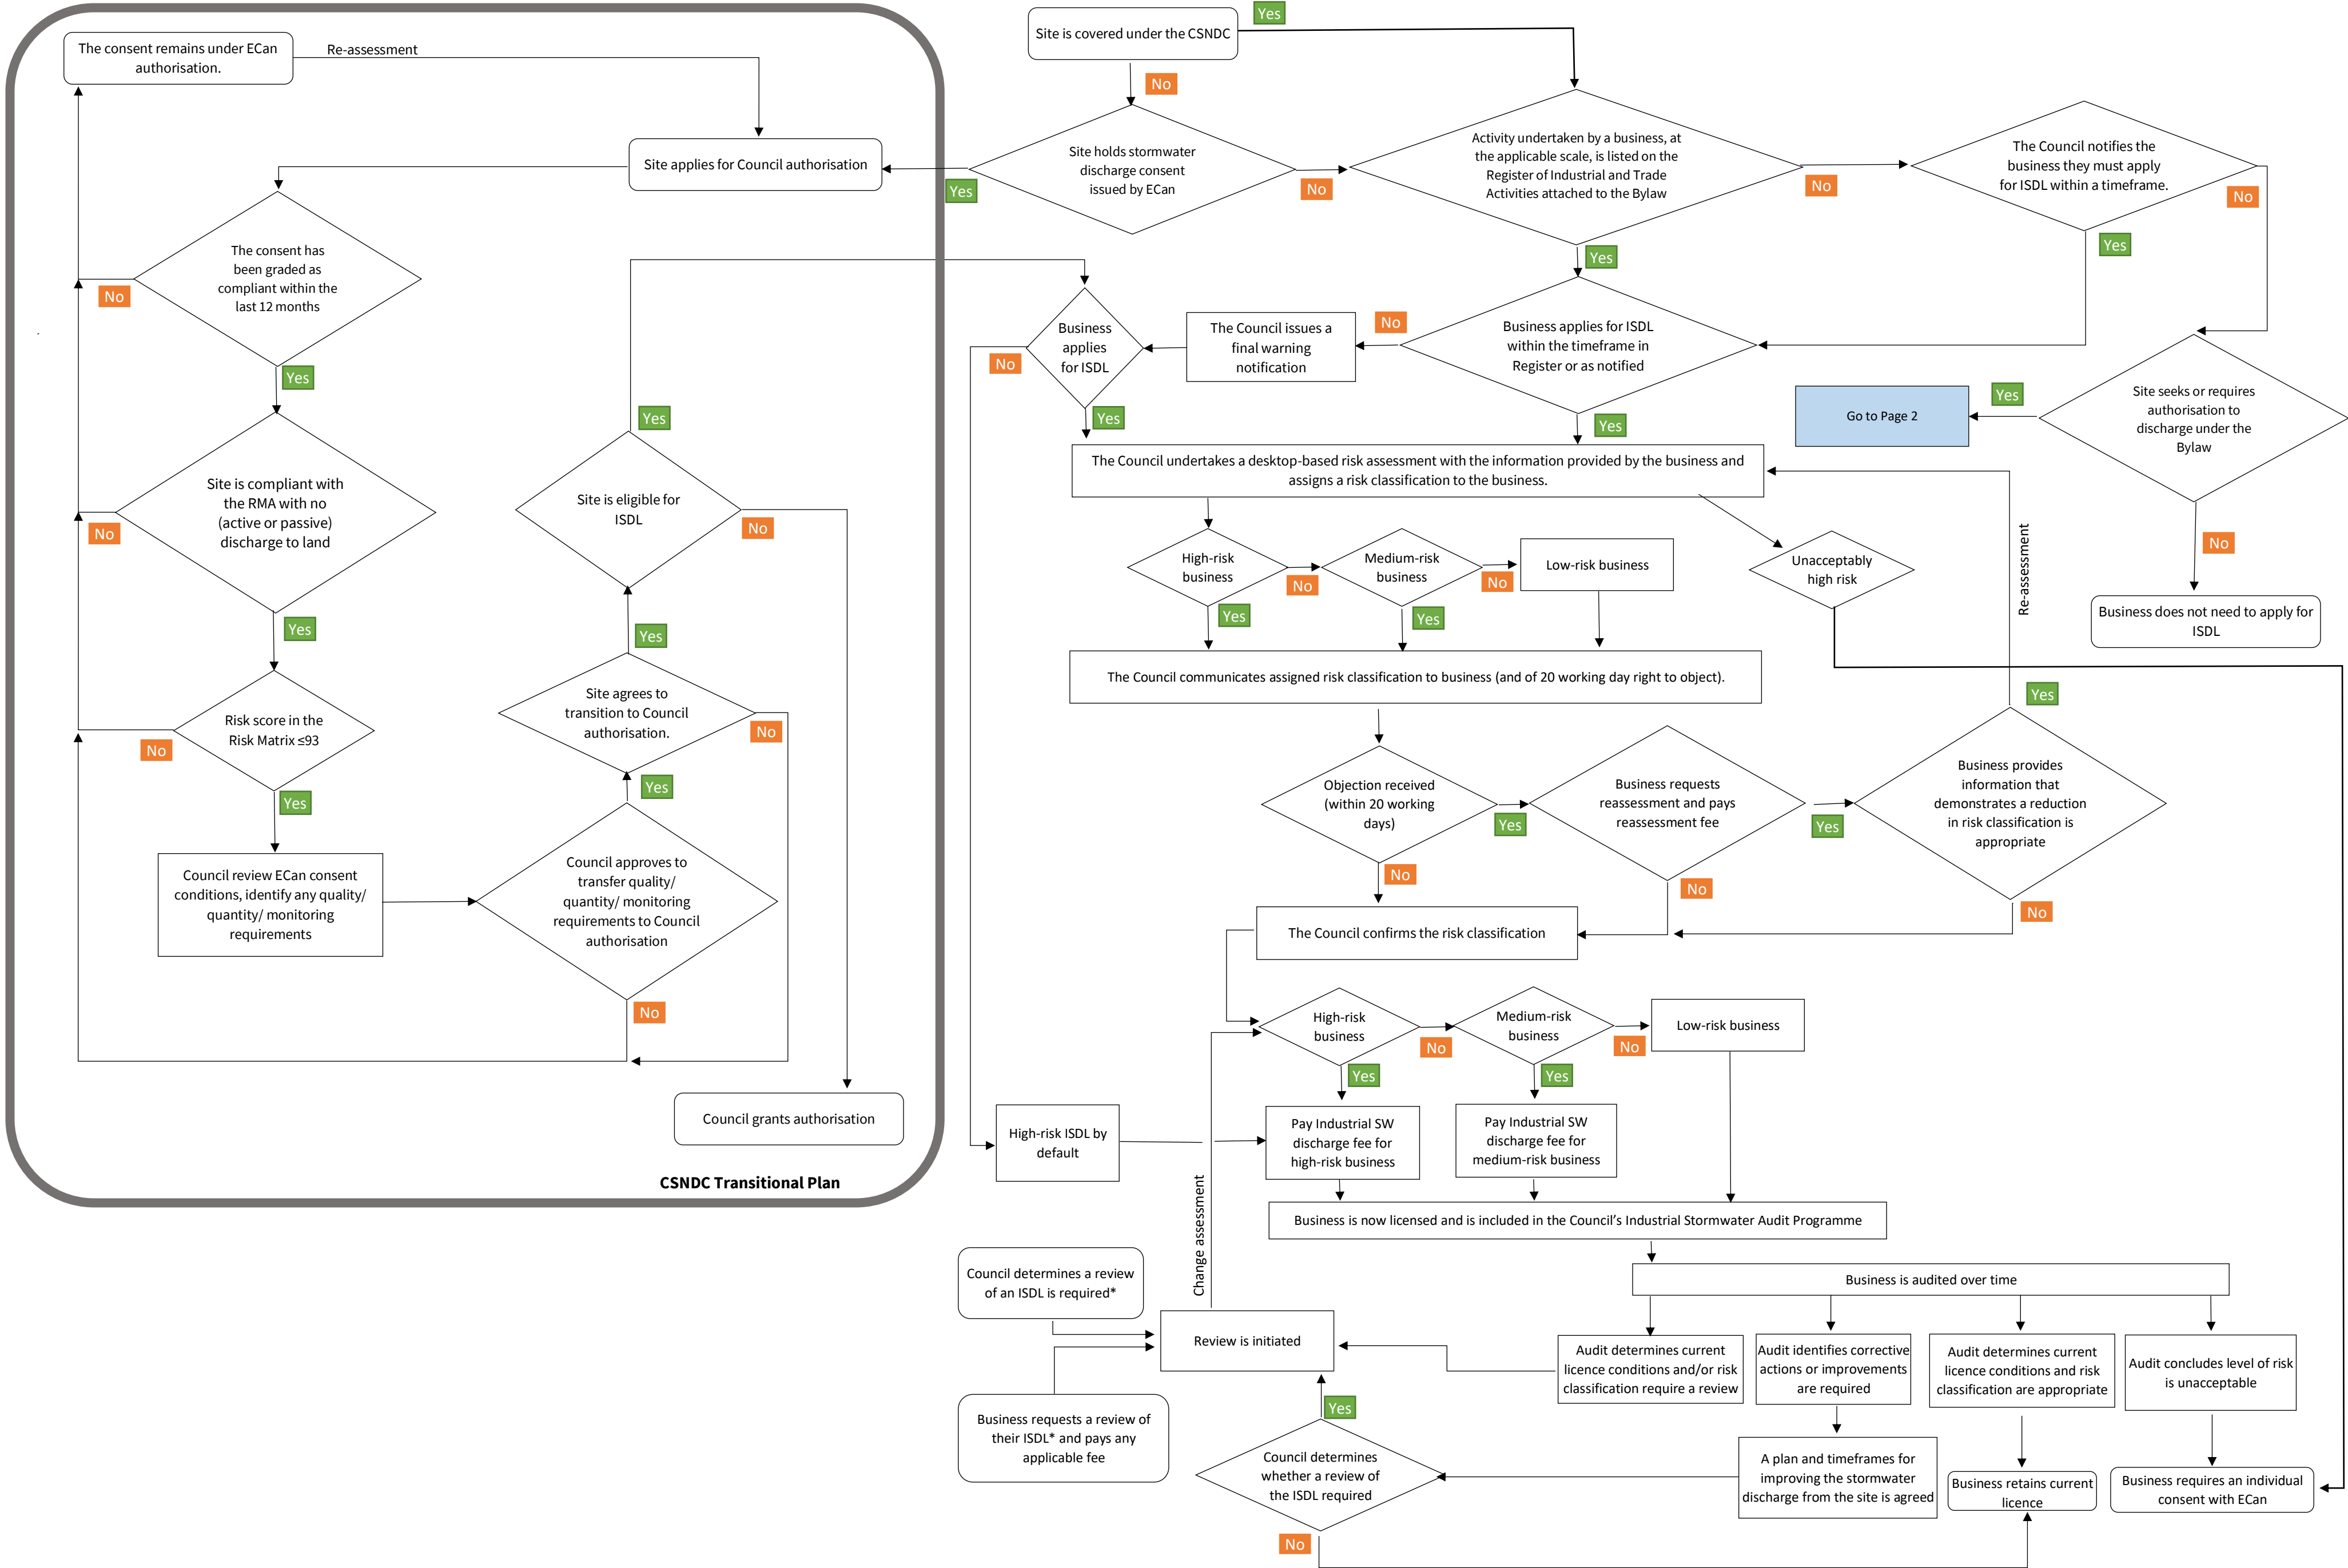 The consent remains under ECan
authorisation.
Re-assessment
Site applies for Council authorisation
The consent has
been graded as
compliant within the
last 12 months
No
Yes
Site is compliant with
the RMA with no
(active or passive)
discharge to land
No
Yes
Risk score in the
Risk Matrix ≤93
No
Yes
Council review ECan consent
conditions, identify any quality/
quantity/ monitoring
requirements
Council approves to
transfer quality/
quantity/ monitoring
requirements to Council
authorisation
No
Yes
Site agrees to
transition to Council
authorisation.
No
Yes
Site is eligible for
ISDL
No
Yes
Council grants authorisation
CSNDC Transitional Plan
Site is covered under the CSNDC
Yes
No
Site holds stormwater
discharge consent
issued by ECan
Yes
No
Activity undertaken by a business, at
the applicable scale, is listed on the
Register of Industrial and Trade
Activities attached to the Bylaw
No
Yes
The Council notifies the
business they must apply
for ISDL within a timeframe.
No
Yes
Business applies for ISDL
within the timeframe in
Register or as notified
No
Yes
The Council issues a
final warning
notification
Business
applies
for ISDL
No
Yes
Site seeks or requires
authorisation to
discharge under the
Bylaw
Yes
Go to Page 2
No
Business does not need to apply for
ISDL
The Council undertakes a desktop-based risk assessment with the information provided by the business and
assigns a risk classification to the business.
High-risk
business
No
Yes
Medium-risk
business
No
Yes
Low-risk business
Unacceptably
high risk
Re-assessment
The Council communicates assigned risk classification to business (and of 20 working day right to object).
Objection received
(within 20 working
days)
Yes
No
Business requests
reassessment and pays
reassessment fee
Yes
No
Business provides
information that
demonstrates a reduction
in risk classification is
appropriate
Yes
No
The Council confirms the risk classification
High-risk
business
No
Yes
Medium-risk
business
No
Yes
Low-risk business
High-risk ISDL by
default
Pay Industrial SW
discharge fee for
high-risk business
Pay Industrial SW
discharge fee for
medium-risk business
Change assessment
Business is now licensed and is included in the Council’s Industrial Stormwater Audit Programme
Business is audited over time
Council determines a review
of an ISDL is required*
Review is initiated
Business requests a review of
their ISDL* and pays any
applicable fee
Audit determines current
licence conditions and/or risk
classification require a review
Audit identifies corrective
actions or improvements
are required
Audit determines current
licence conditions and risk
classification are appropriate
Audit concludes level of risk
is unacceptable
Yes
Council determines
whether a review of
the ISDL required
No
A plan and timeframes for
improving the stormwater
discharge from the site is agreed
Business retains current
licence
Business requires an individual
consent with ECan